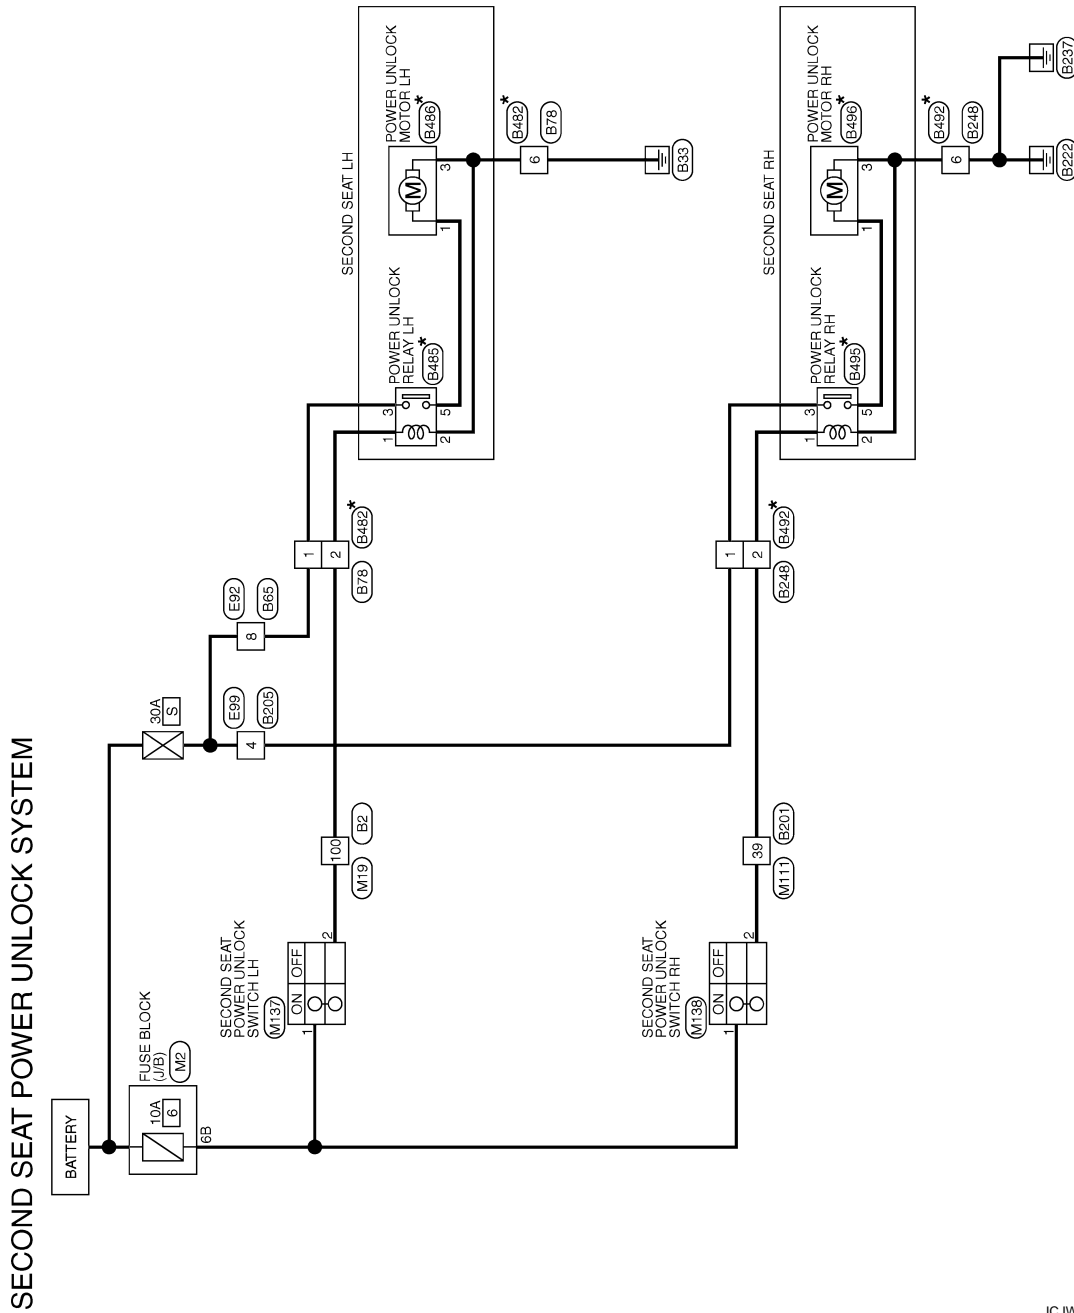 SECOND SEAT POWER UNLOCK SYSTEM
BATTERY
FUSE BLOCK
(J/B)
M2
10A
6
6B
30A
S
E99
B205
4
E92
B65
8
SECOND SEAT
POWER UNLOCK
SWITCH LH
M137
ON
OFF
1
2
M19
B2
100
B78
B482
*
1
2
SECOND SEAT LH
POWER UNLOCK
RELAY LH
B485
*
3
1
5
2
POWER UNLOCK
MOTOR LH
B486
*
M
1
3
B482
*
B78
6
B33
SECOND SEAT
POWER UNLOCK
SWITCH RH
M138
ON
OFF
1
2
M111
B201
39
B248
B492
*
1
2
SECOND SEAT RH
POWER UNLOCK
RELAY RH
B495
*
3
1
5
2
POWER UNLOCK
MOTOR RH
B496
*
M
1
3
B492
*
B248
6
B222
B237